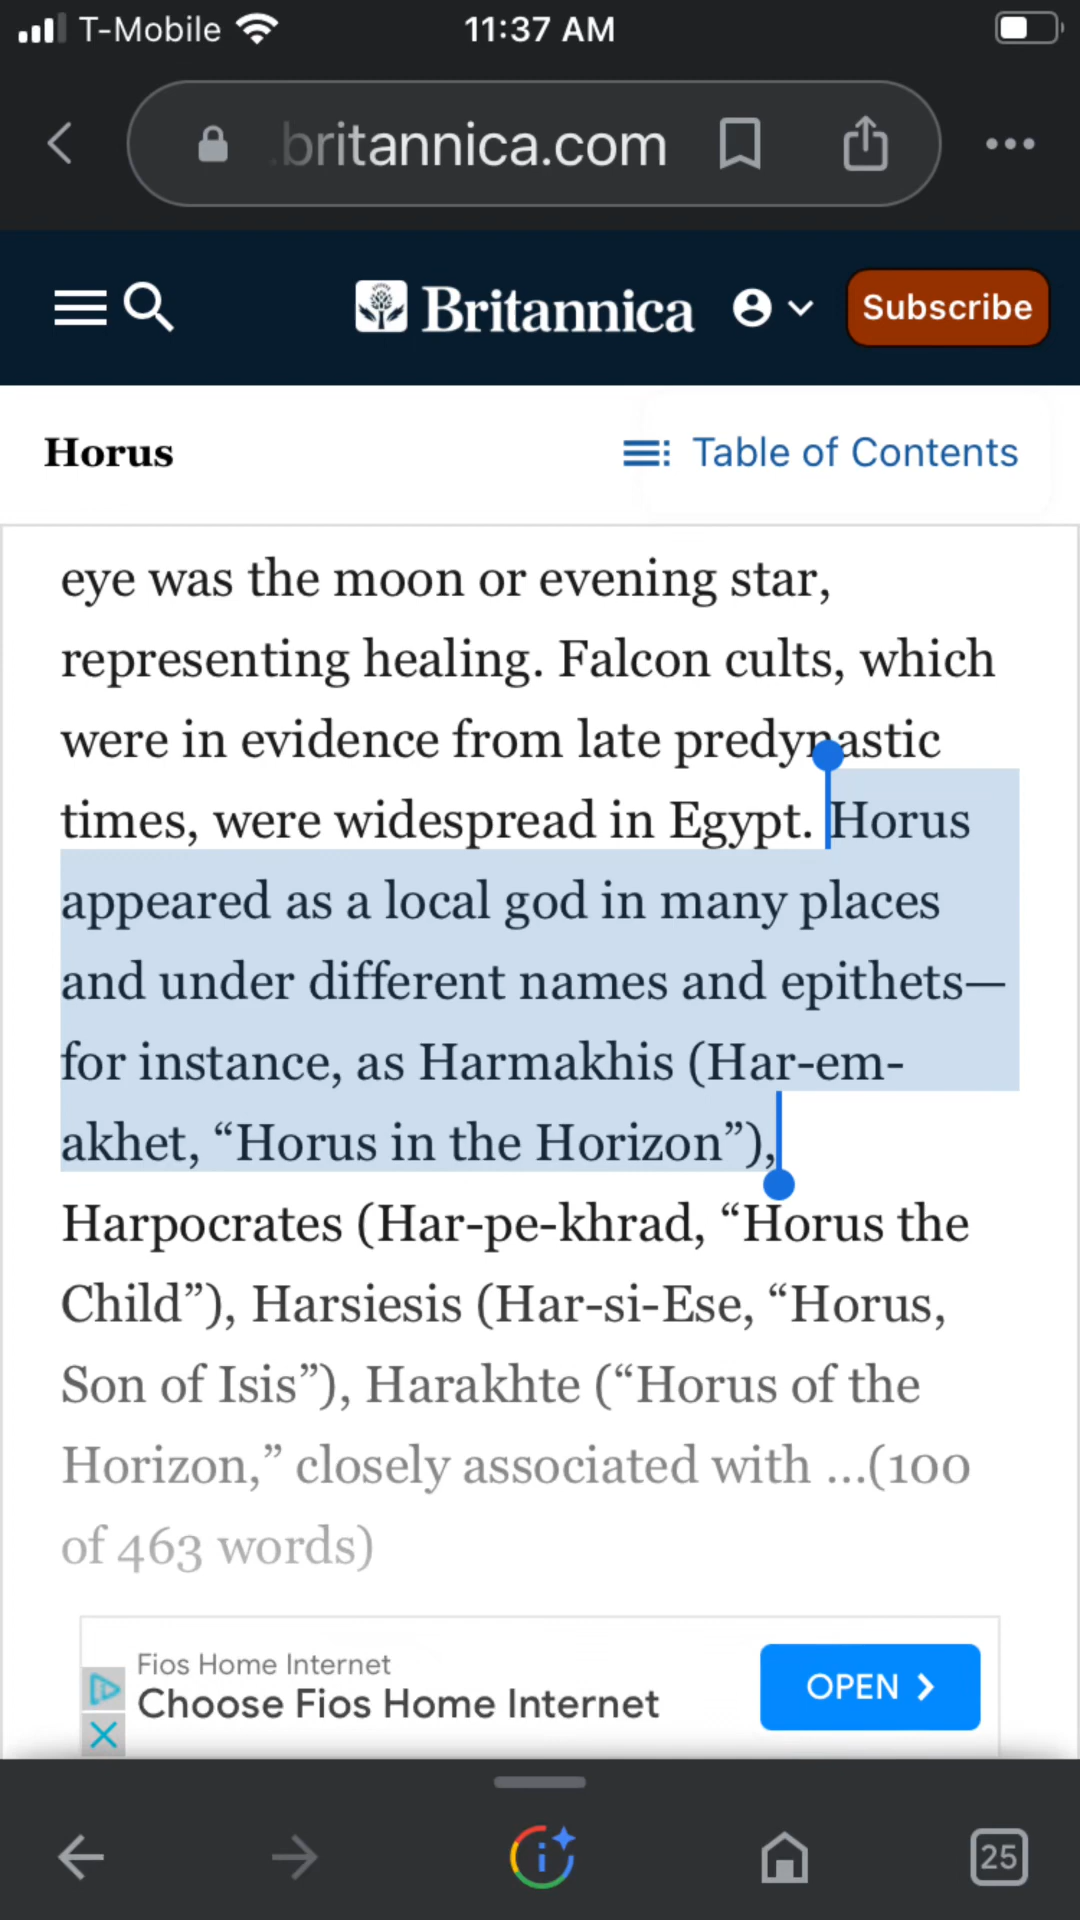 T-Mobile 11:37 AM
.britannica.com
Britannica Subscribe
Horus Table of Contents
eye was the moon or evening star,
representing healing. Falcon cults, which
were in evidence from late predynastic
times, were widespread in Egypt. Horus
appeared as a local god in many places
and under different names and epithets—
for instance, as Harmakhis (Har-em-
akhet, “Horus in the Horizon”),
Harpocrates (Har-pe-khrad, “Horus the
Child”), Harsiesis (Har-si-Ese, “Horus,
Son of Isis”), Harakhte (“Horus of the
Horizon,” closely associated with ...(100
of 463 words)
Fios Home Internet
Choose Fios Home Internet
OPEN
25